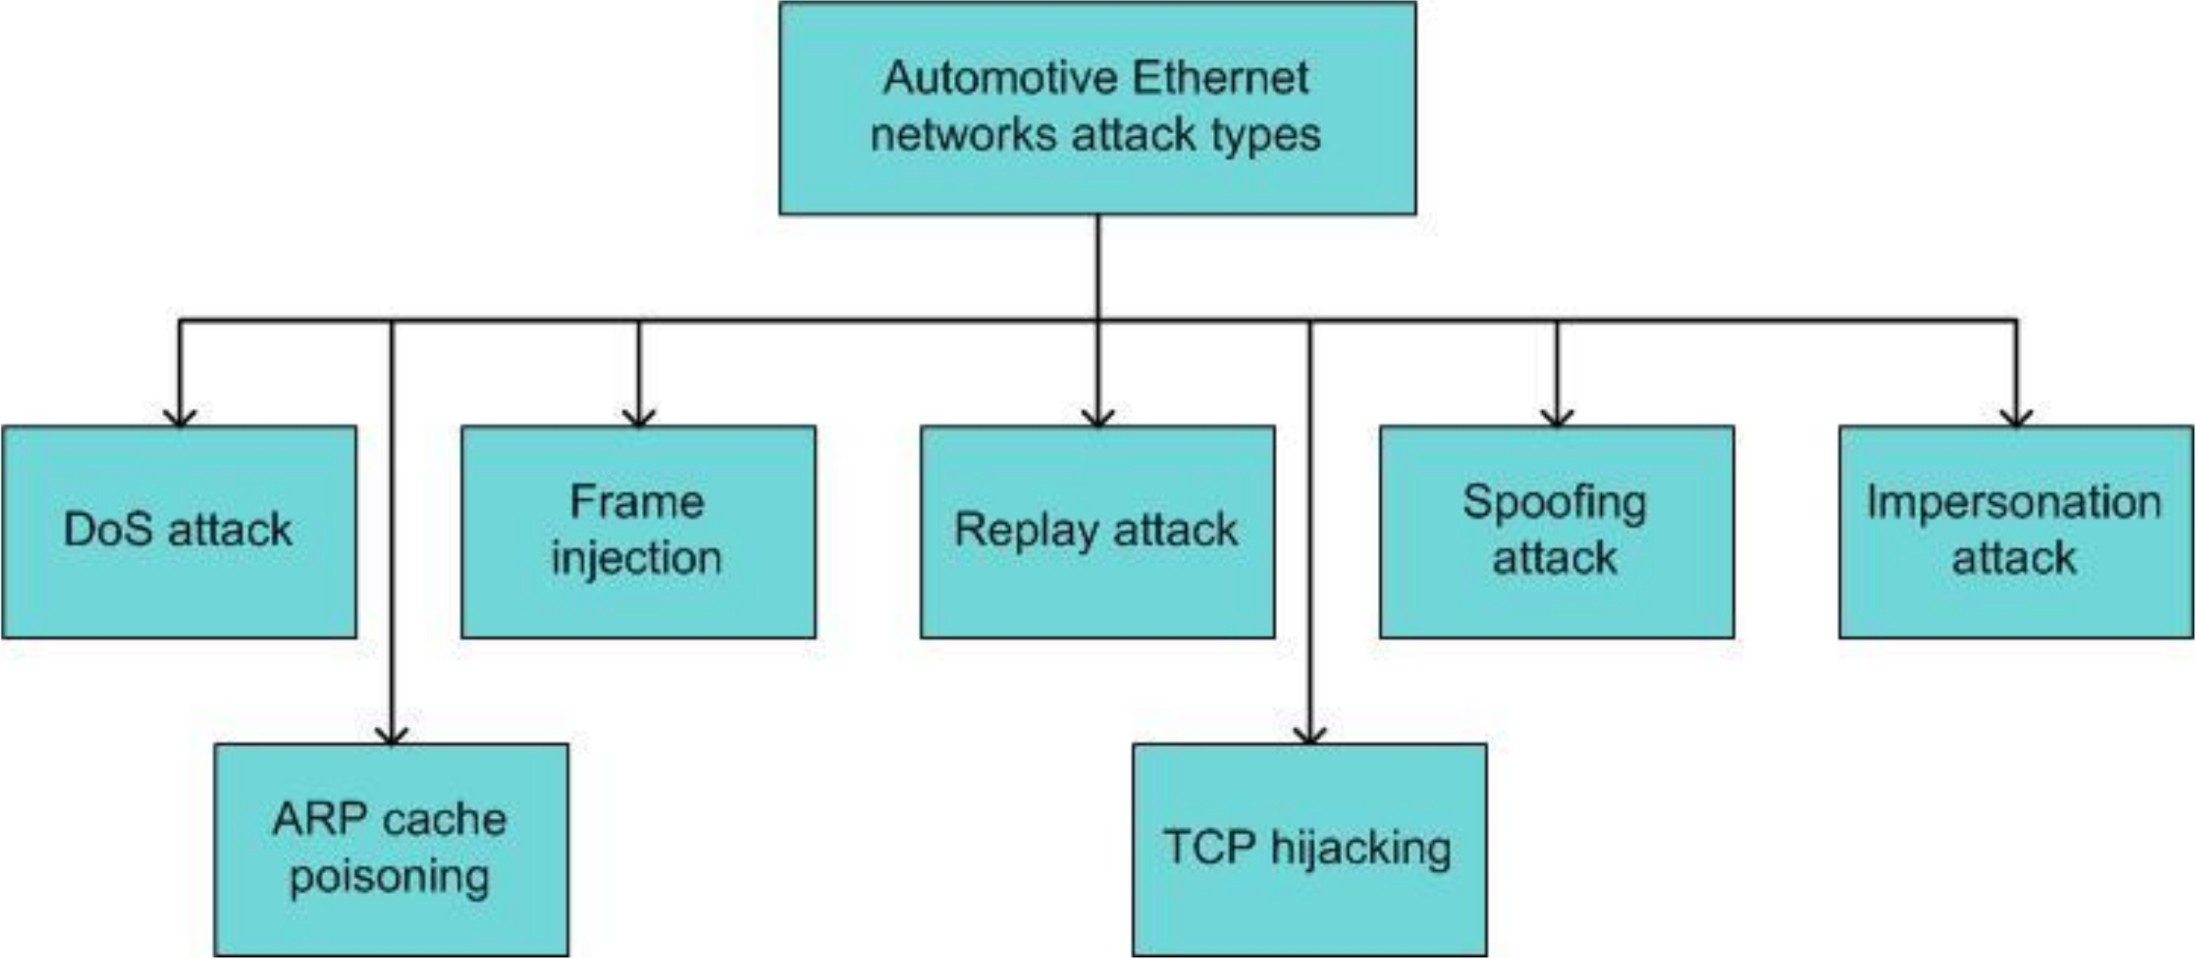 Automotive Ethernet
networks attack types
DoS attack
Frame
injection
Replay attack
Spoofing
attack
Impersonation
attack
ARP cache
poisoning
TCP hijacking